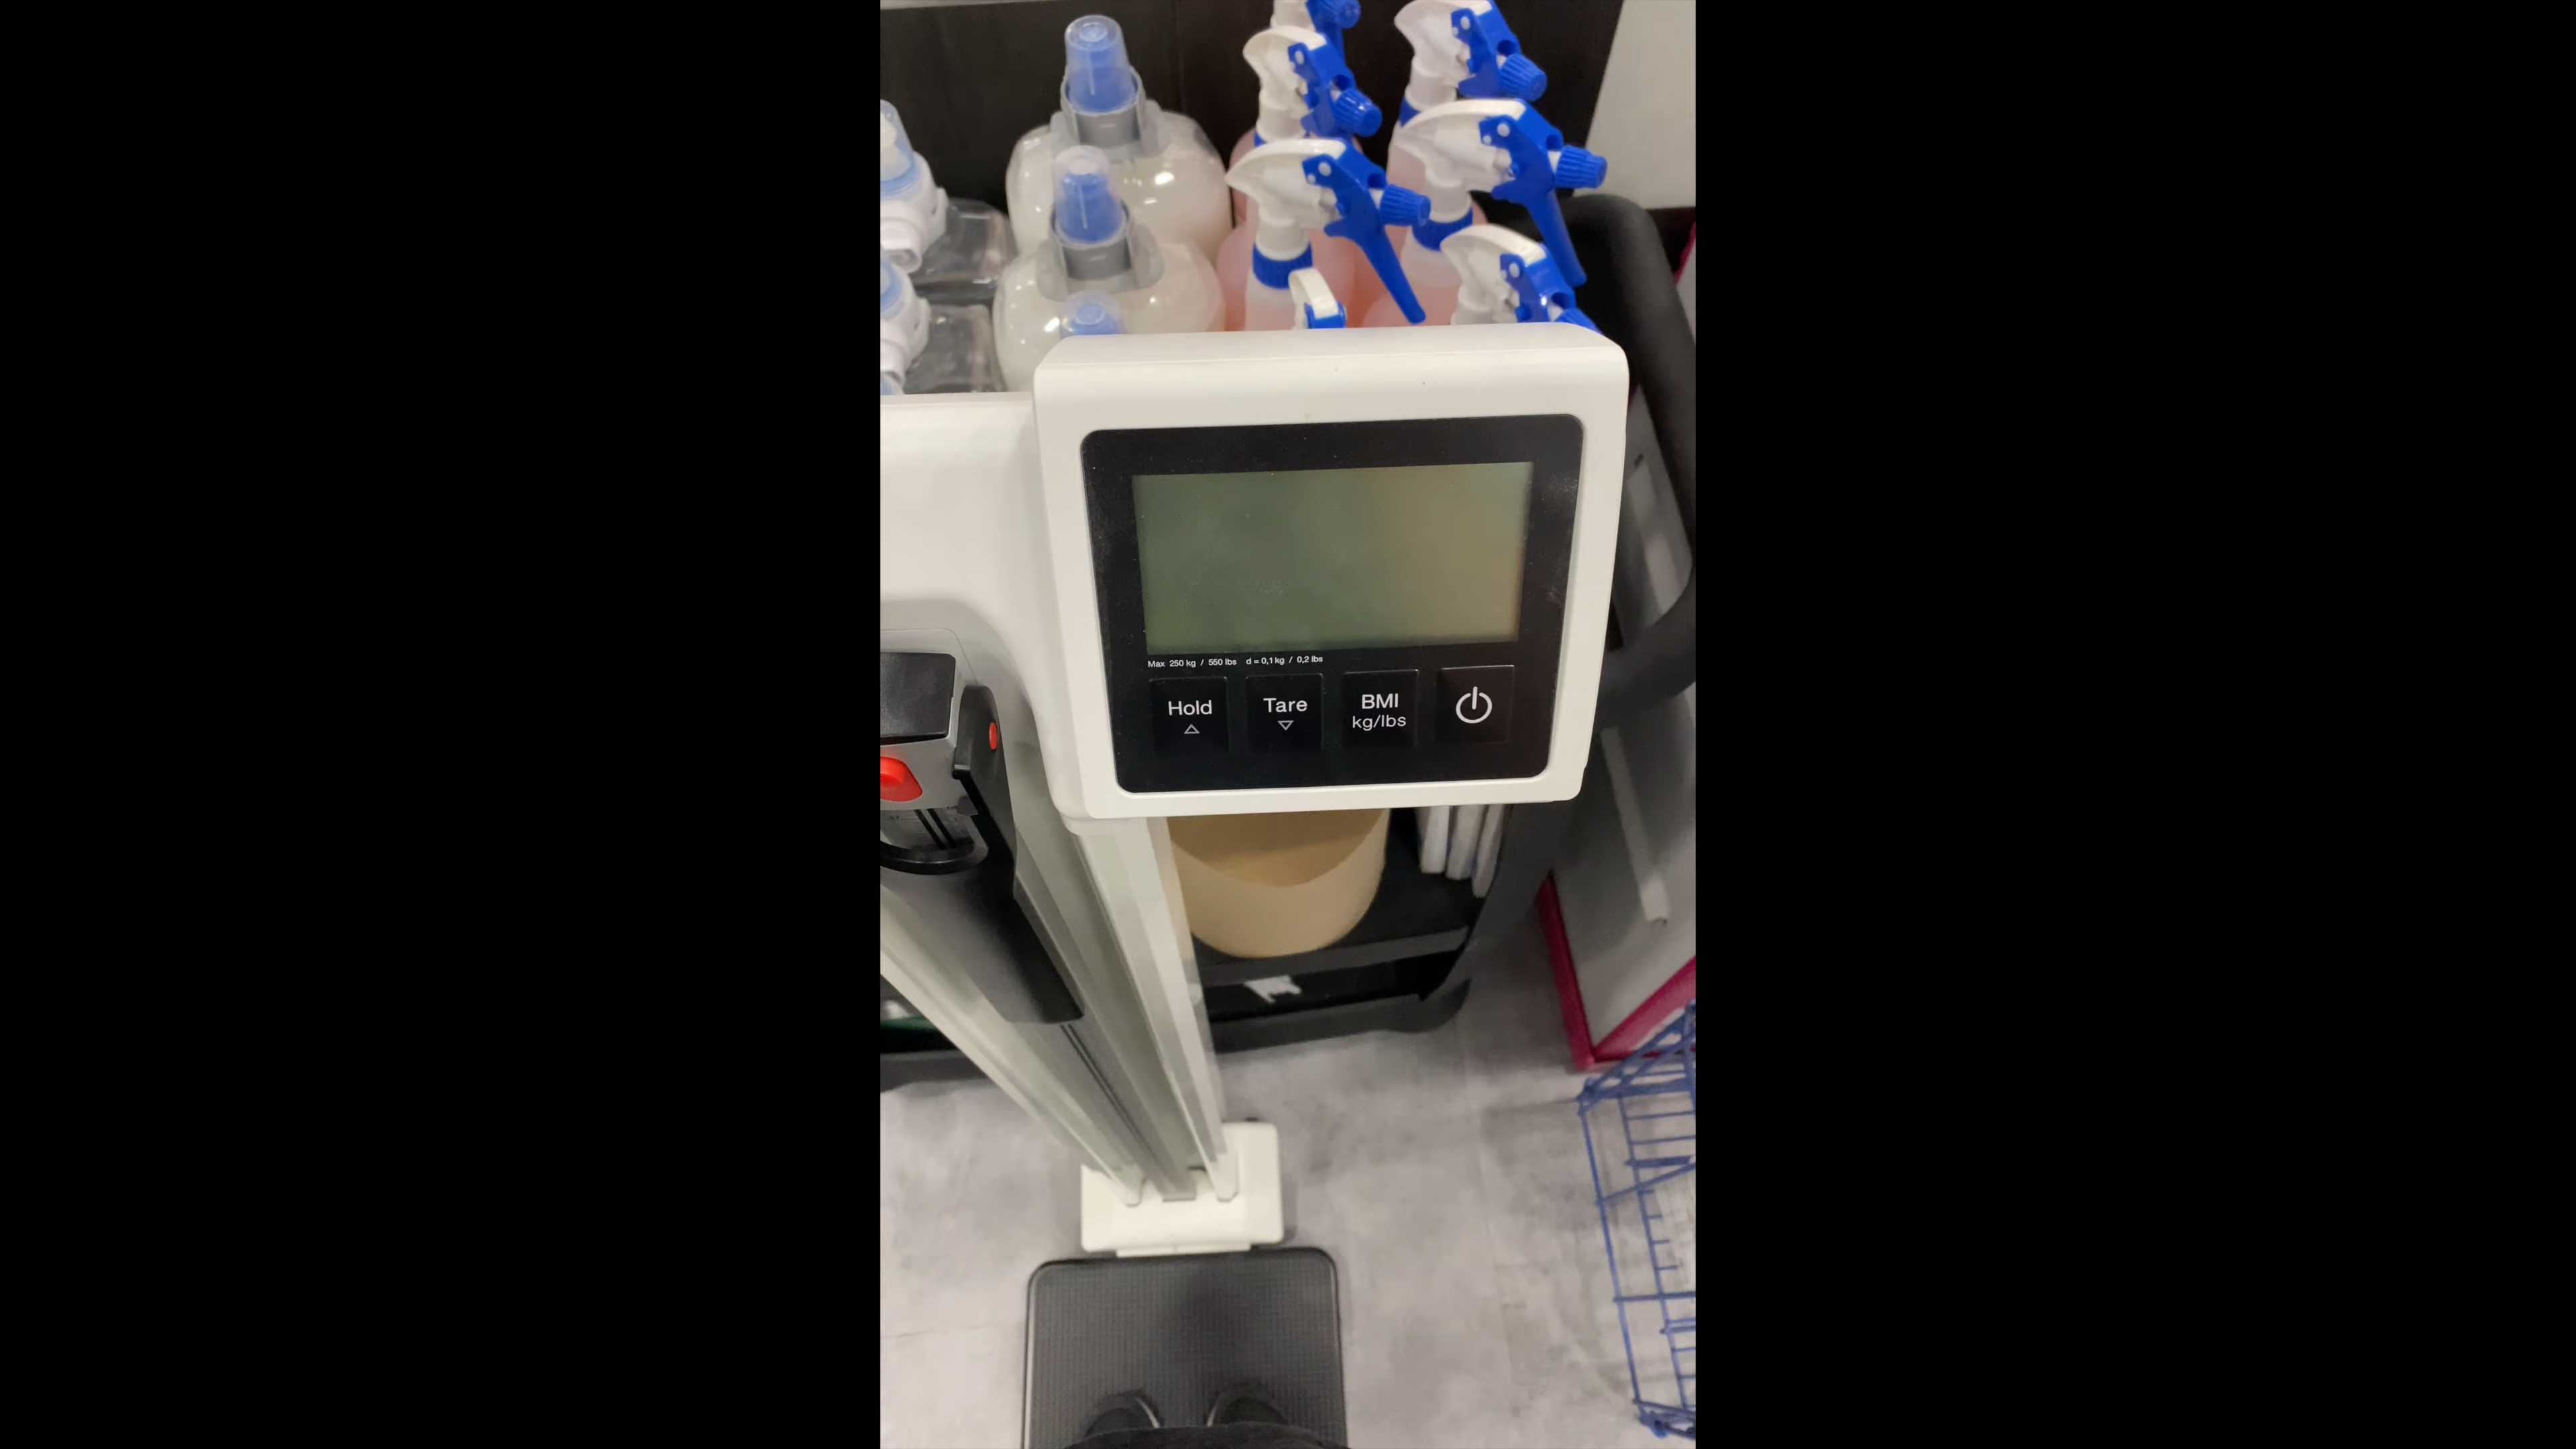 Max 250 kg / 550 lbs d = 0,1 kg / 0,2 lbs
Hold
Tare
BMI
kg/lbs